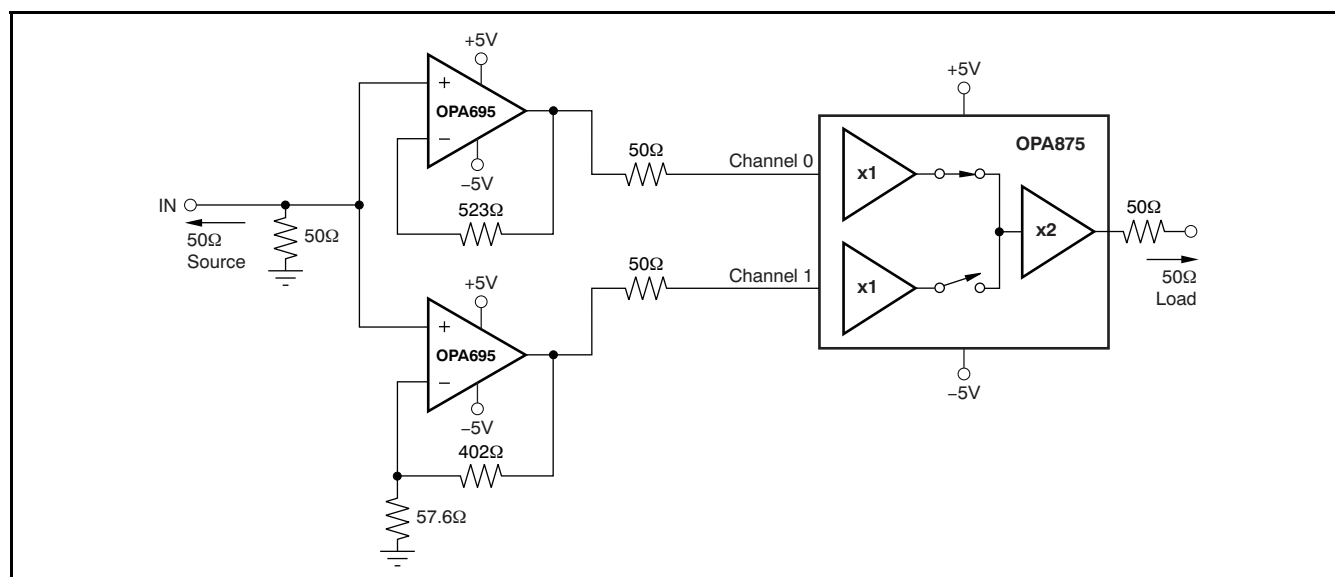 +5V
+
OPA695
−
−5V
523Ω
IN
50Ω
Source
50Ω
50Ω
Channel 0
+5V
OPA875
x1
x2
x1
50Ω
50Ω
Load
−5V
50Ω
Channel 1
+5V
+
OPA695
−
−5V
402Ω
57.6Ω